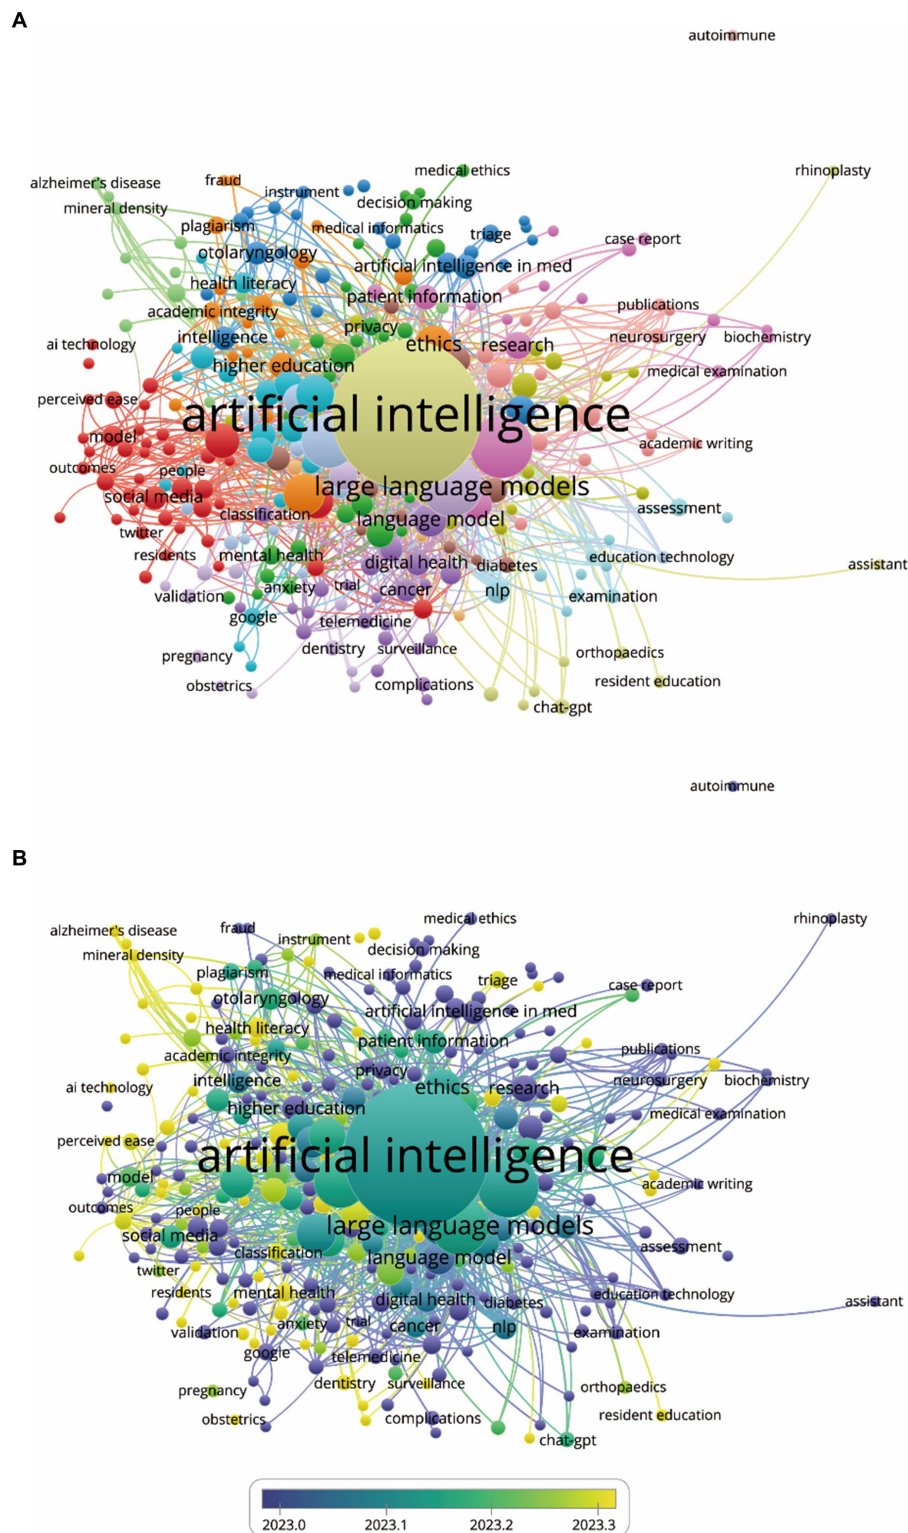 A
autoimmune
medical ethics
rhinoplasty
alzheimer's disease
fraud
instrument
mineral density
decision making
plagiarism
medical informatics
triage
case report
otolaryngology
artificial intelligence in med
health literacy
patient information
academic integrity
publications
privacy
intelligence
neurosurgery
biochemistry
ai technology
ethics
research
higher education
medical examination
perceived ease
artificial intelligence
model
academic writing
outcomes
people
social media
large language models
classification
language model
assessment
twitter
residents
mental health
education technology
digital health
diabetes
assistant
validation
anxiety
trial
cancer
nlp
examination
google
telemedicine
pregnancy
dentistry
surveillance
orthopaedics
obstetrics
complications
resident education
chat-gpt
autoimmune
B
medical ethics
rhinoplasty
alzheimer's disease
fraud
instrument
mineral density
decision making
plagiarism
medical informatics
triage
case report
otolaryngology
artificial intelligence in med
health literacy
patient information
academic integrity
publications
privacy
intelligence
neurosurgery
biochemistry
ai technology
ethics
research
higher education
medical examination
perceived ease
artificial intelligence
model
academic writing
outcomes
people
social media
large language models
classification
language model
assessment
twitter
residents
mental health
education technology
digital health
diabetes
assistant
validation
anxiety
trial
cancer
nlp
examination
google
telemedicine
pregnancy
dentistry
surveillance
orthopaedics
obstetrics
complications
resident education
chat-gpt
2023.0 2023.1 2023.2 2023.3